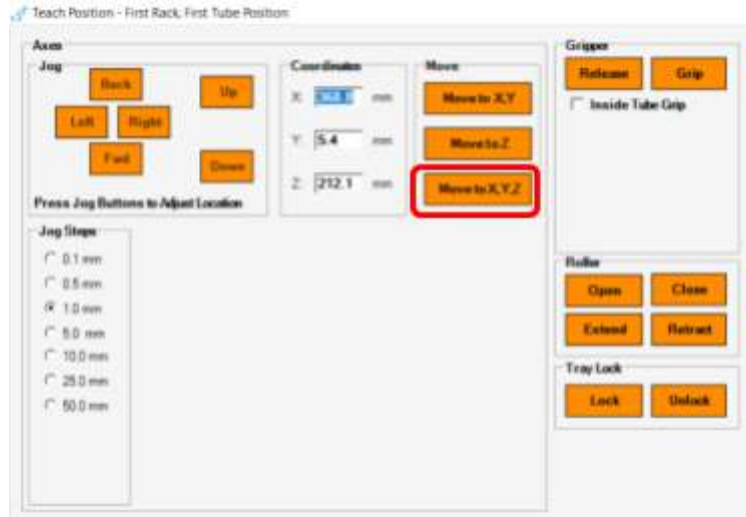 Teach Position - First Rack, First Tube Position
Axes
Jog
Back
Up
Left
Right
Fwd
Down
Press Jog Buttons to Adjust Location
Coordinates
X:
mm
Y:
5.4
mm
Z:
212.1
mm
Move
Move to X,Y
Move to Z
Move to X,Y,Z
Jog Steps
0.1 mm
0.5 mm
1.0 mm
5.0 mm
10.0 mm
25.0 mm
50.0 mm
Gripper
Release
Grip
Inside Tube Grip
Roller
Open
Close
Extend
Retract
Tray Lock
Lock
Unlock